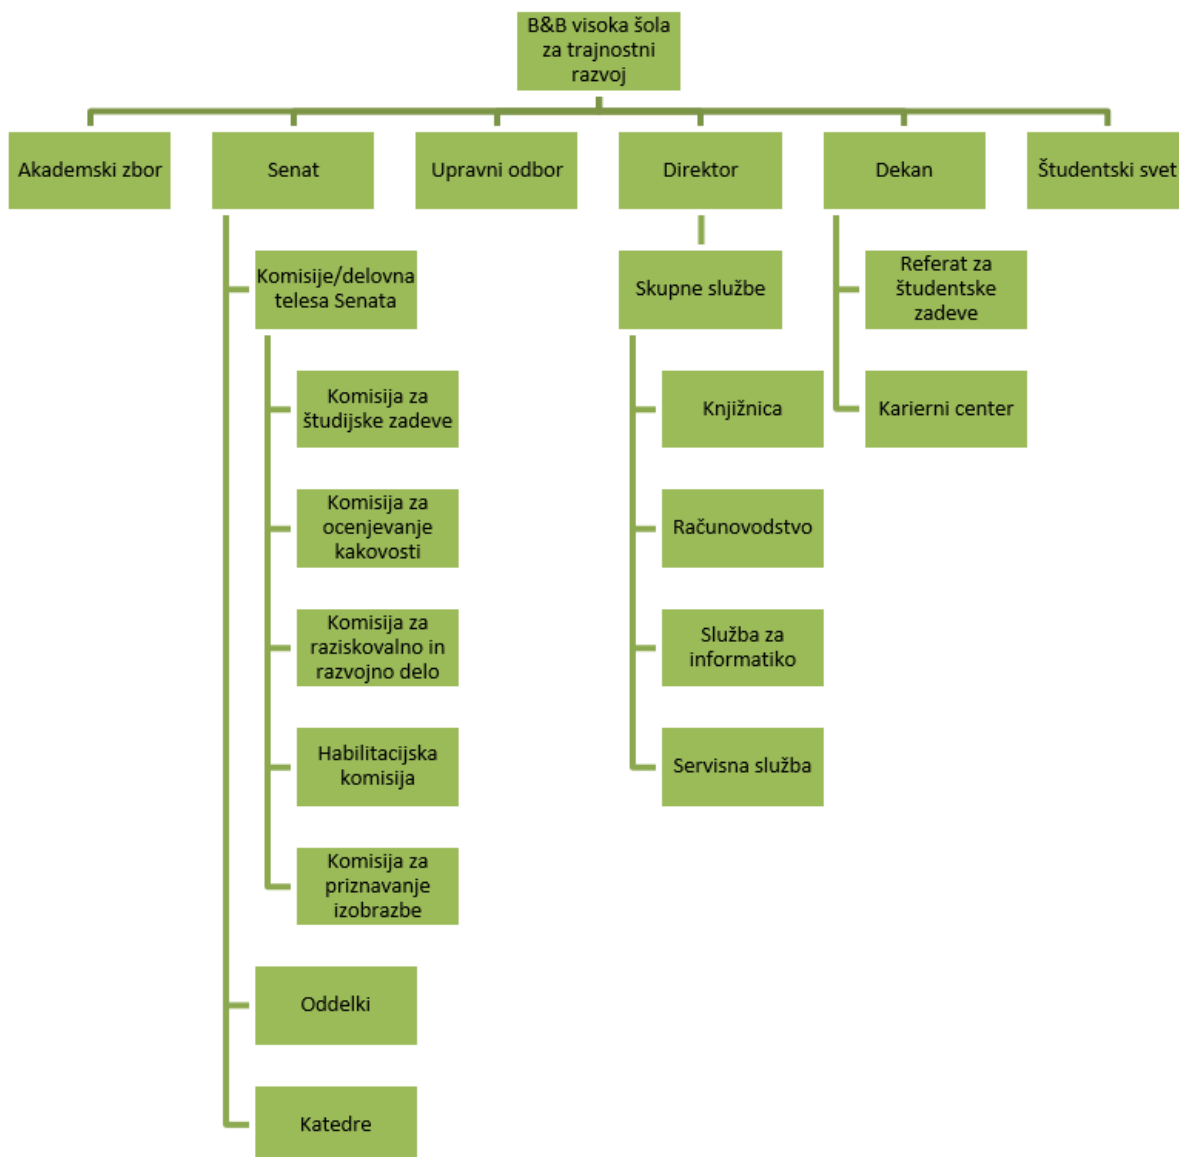 B&B visoka šola
za trajnostni
razvoj
Akademski zbor
Senat
Upravni odbor
Direktor
Dekan
Študentski svet
Komisije/delovna
telesa Senata
Komisija za
študijske zadeve
Komisija za
ocenjevanje
kakovosti
Komisija za
raziskovalno in
razvojno delo
Habilitacijska
komisija
Komisija za
priznavanje
izobrazbe
Oddelki
Katedre
Skupne službe
Knjižnica
Računovodstvo
Služba za
informatiko
Servisna služba
Referat za
študentske
zadeve
Karierni center